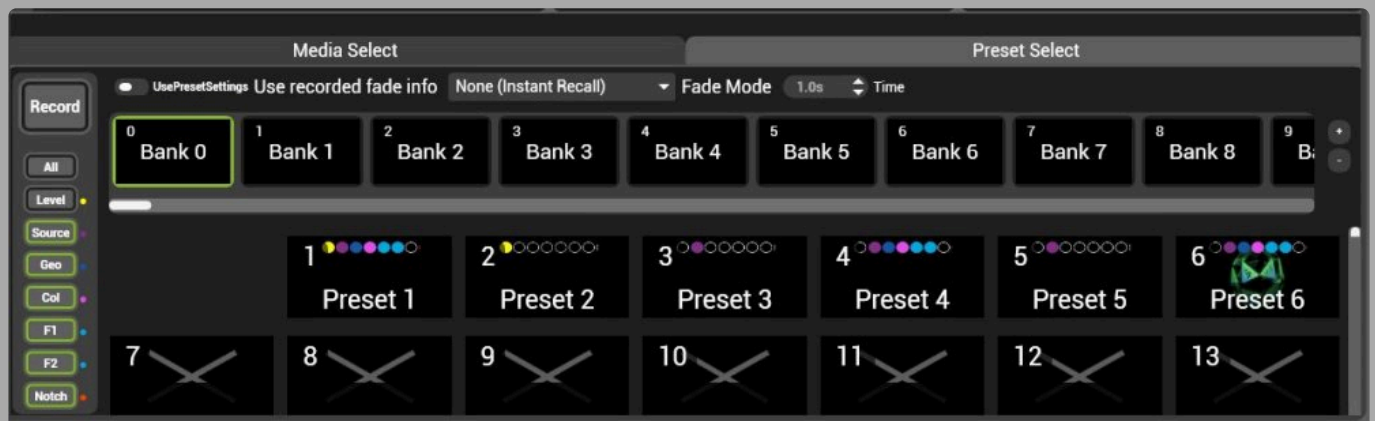 Media Select
Preset Select
Record
UsePresetSettings Use recorded fade info None (Instant Recall) Fade Mode 1.0s Time
0 1 2 3 4 5 6 7 8 9 +
Bank 0 Bank 1 Bank 2 Bank 3 Bank 4 Bank 5 Bank 6 Bank 7 Bank 8 -
All
Level
Source
Geo
Col
F1
F2
Notch
1 2 3 4 5 6
Preset 1 Preset 2 Preset 3 Preset 4 Preset 5 Preset 6
7 8 9 10 11 12 13